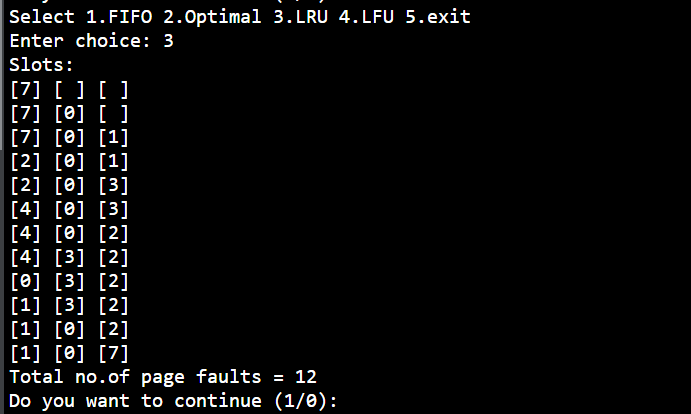 Select 1.FIFO 2.Optimal 3.LRU 4.LFU 5.exit
Enter choice: 3
Slots:
[7] [ ] [ ]
[7] [0] [ ]
[7] [0] [1]
[2] [0] [1]
[2] [0] [3]
[4] [0] [3]
[4] [0] [2]
[4] [3] [2]
[0] [3] [2]
[1] [3] [2]
[1] [0] [2]
[1] [0] [7]
Total no.of page faults = 12
Do you want to continue (1/0):